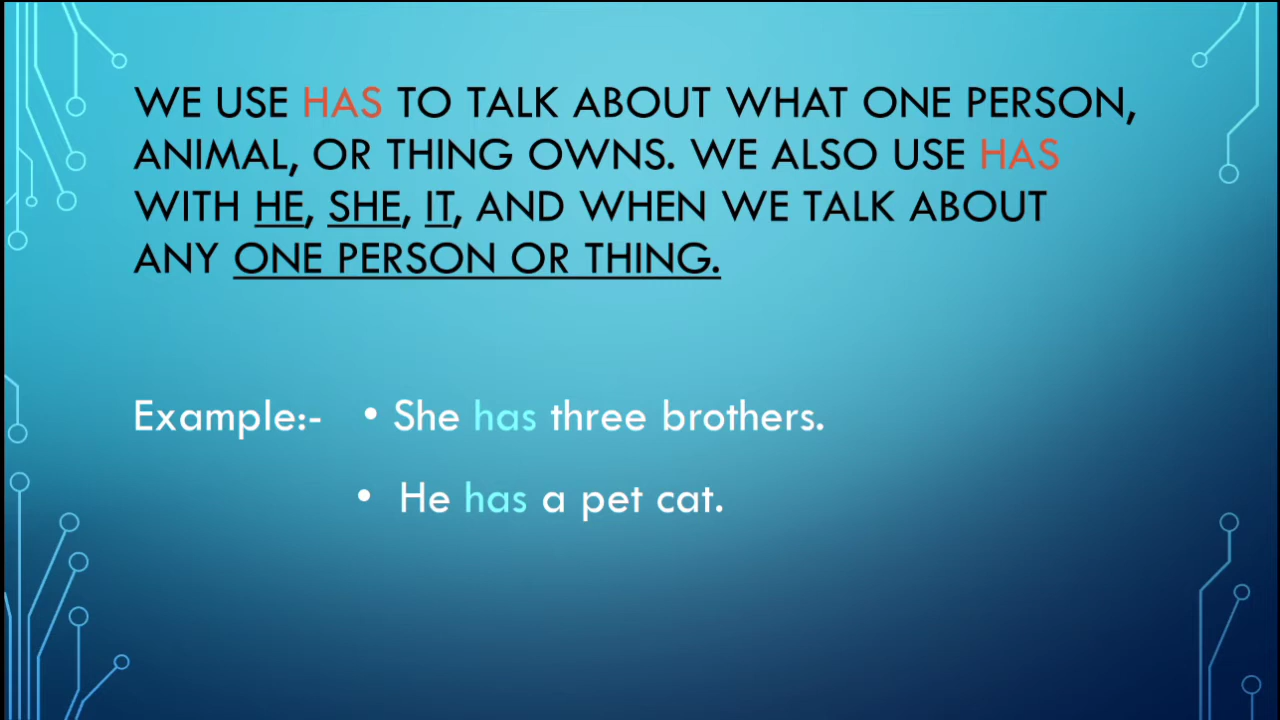 WE USE HAS TO TALK ABOUT WHAT ONE PERSON,
ANIMAL, OR THING OWNS. WE ALSO USE HAS
WITH HE, SHE, IT, AND WHEN WE TALK ABOUT
ANY ONE PERSON OR THING.
Example:- • She has three brothers.
• He has a pet cat.